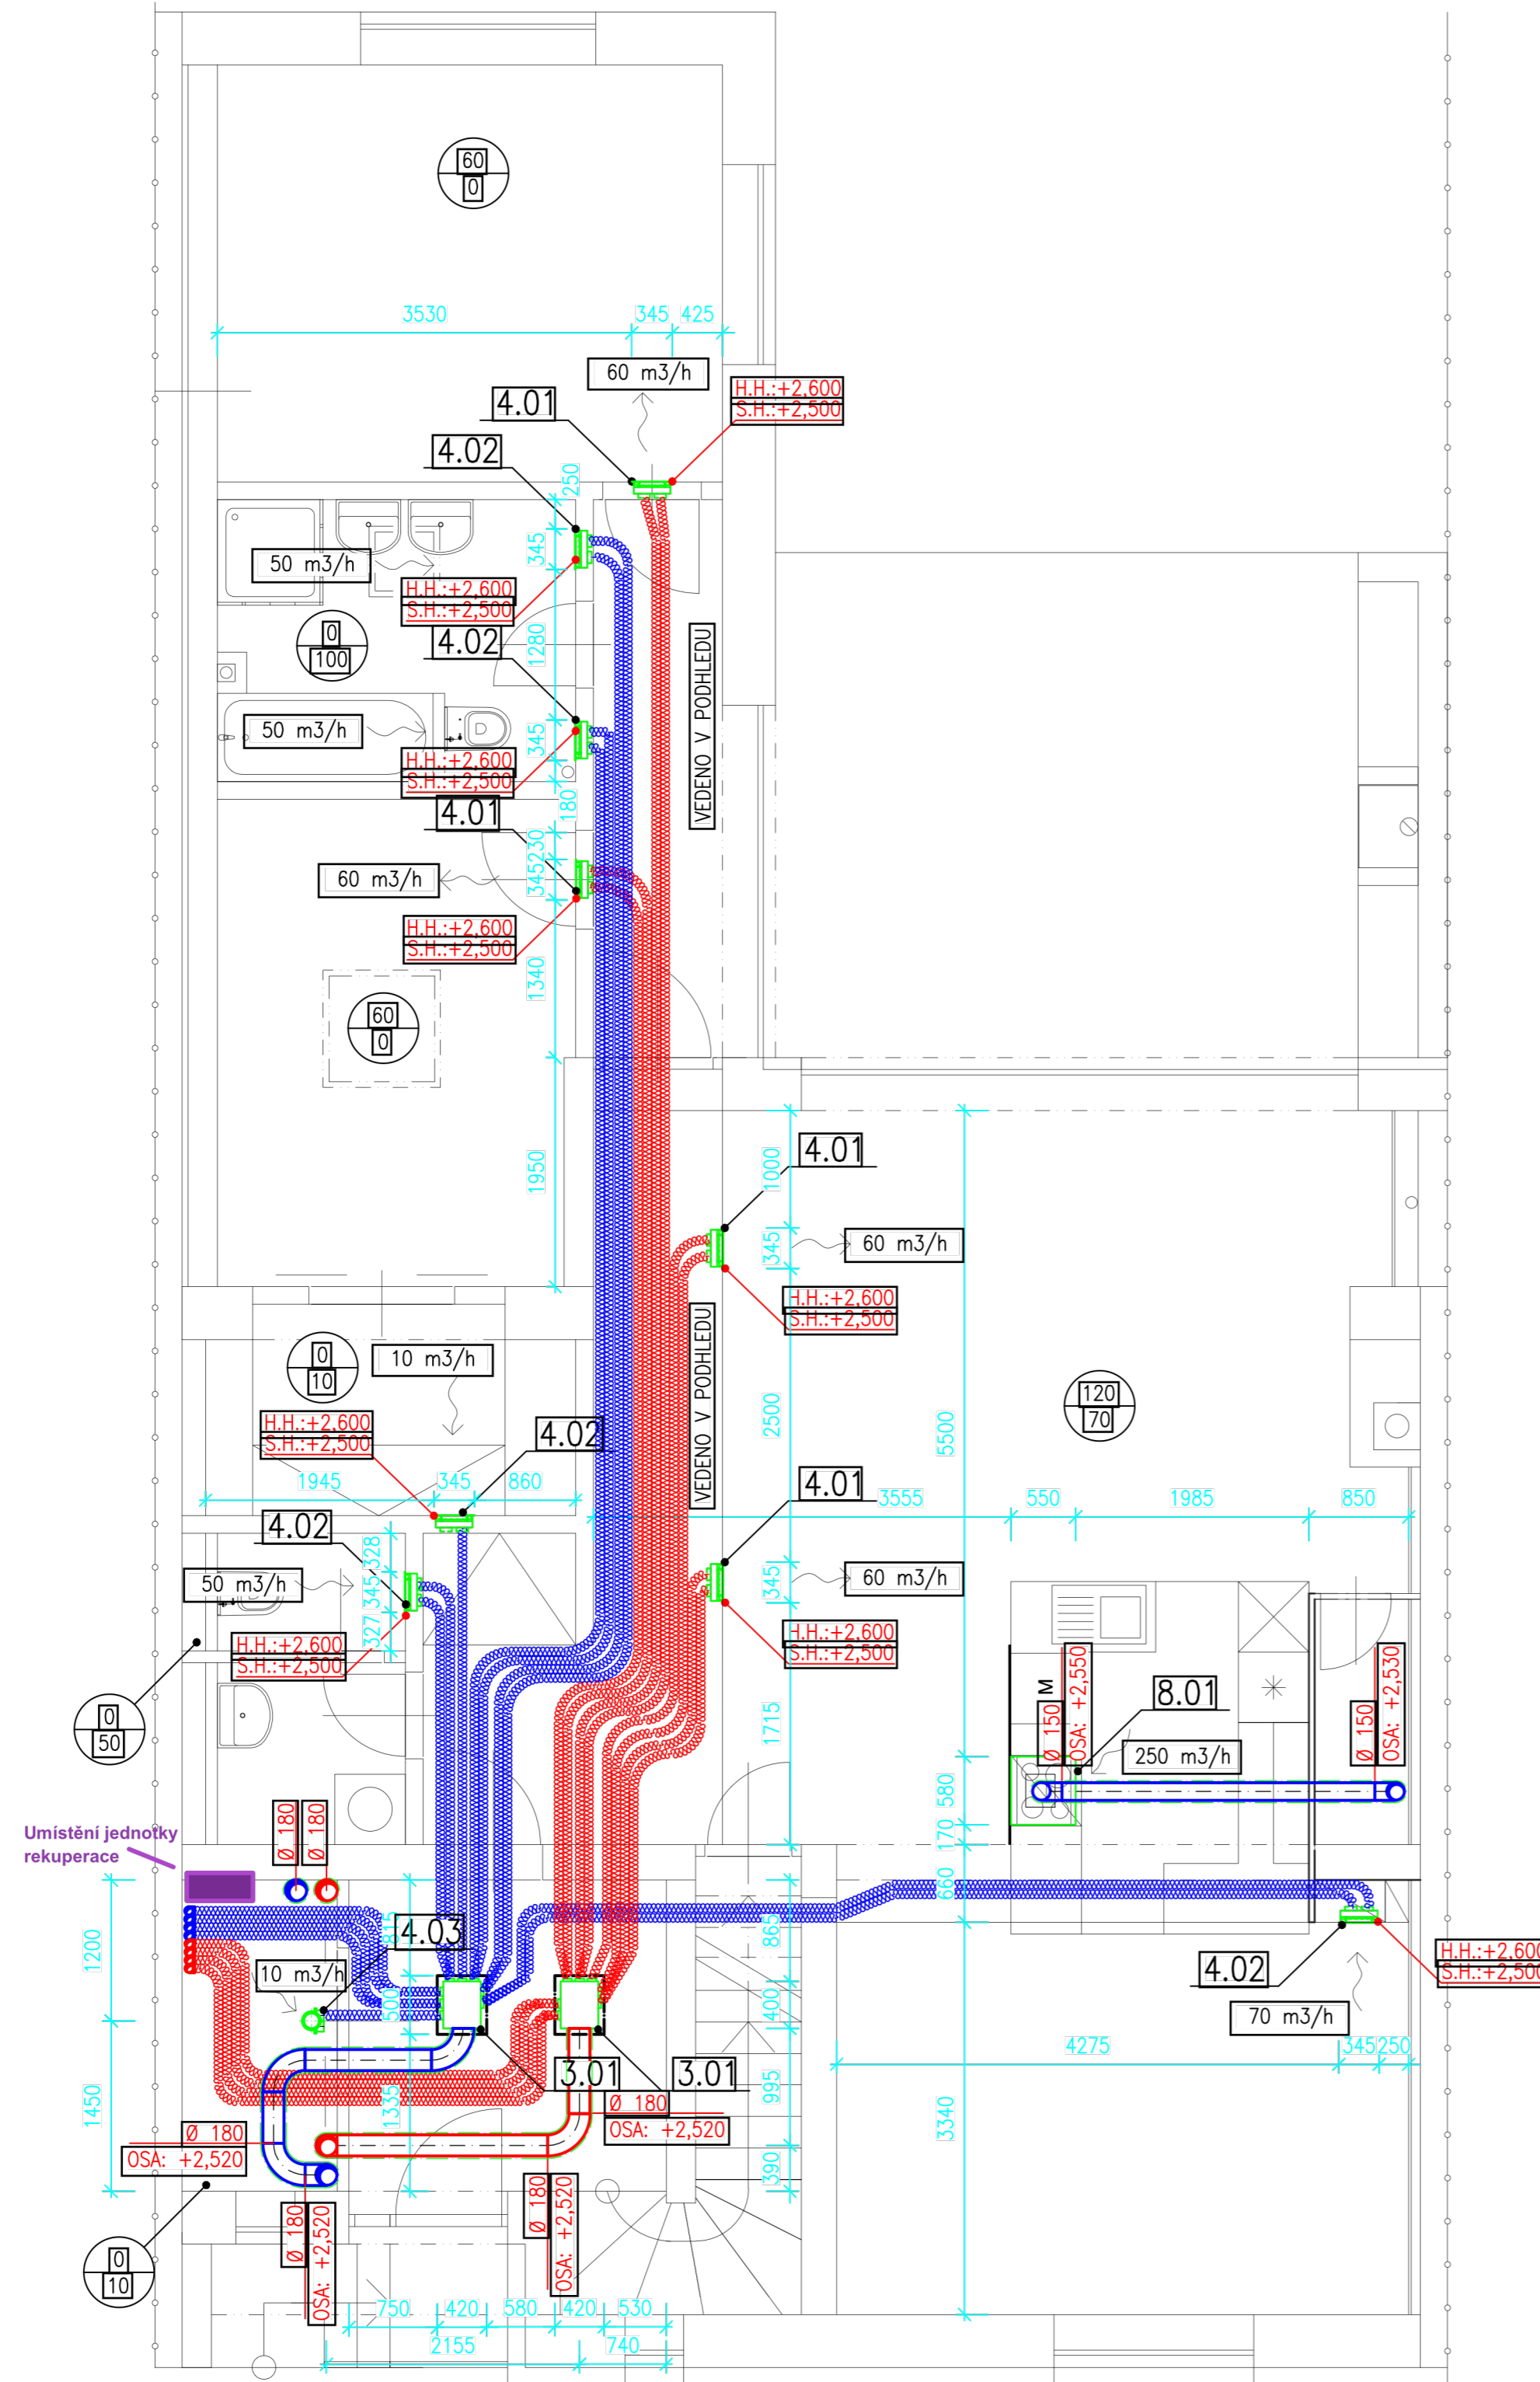 60
0
3530
345
425
60 m3/h
4.01
H.H.:+2,600
S.H.:+2,500
4.02
250
345
50 m3/h
H.H.:+2,600
S.H.:+2,500
0
100
4.02
1280
VEDENO V PODHLEDU
50 m3/h
345
H.H.:+2,600
S.H.:+2,500
180
4.01
230
345
60 m3/h
H.H.:+2,600
S.H.:+2,500
1340
60
0
1950
1000
4.01
345
60 m3/h
H.H.:+2,600
S.H.:+2,500
VEDENO V PODHLEDU
0
10
10 m3/h
120
70
2500
5500
H.H.:+2,600
S.H.:+2,500
4.02
1945
345
860
4.01
3555
550
1985
850
4.02
328
345
327
50 m3/h
345
60 m3/h
H.H.:+2,600
S.H.:+2,500
H.H.:+2,600
S.H.:+2,500
0
50
1715
M
Ø 150
OSA: +2,550
8.01
250 m3/h
Ø 150
OSA: +2,530
580
170
660
Umístění jednotky
rekuperace
Ø 180
Ø 180
1200
815
4.03
865
10 m3/h
500
400
4.02
H.H.:+2,600
S.H.:+2,500
70 m3/h
4275
345
250
3.01
3.01
1450
1335
995
3340
Ø 180
OSA: +2,520
Ø 180
OSA: +2,520
390
Ø 180
OSA: +2,520
Ø 180
OSA: +2,520
0
10
750
420
580
420
530
2155
740